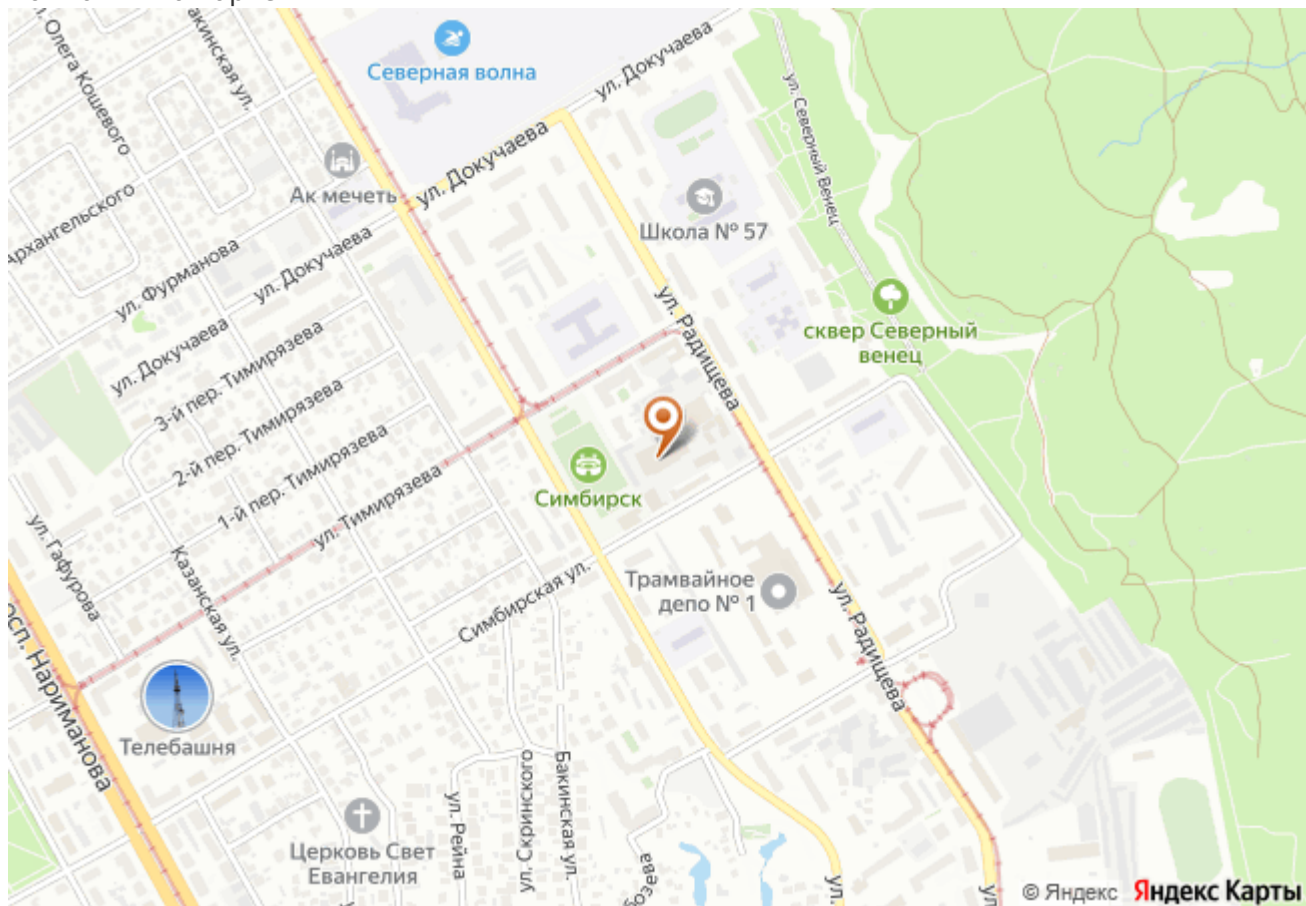 Северная волна
ул. Докучаева
Бакинская ул.
ул. Олега Кошевого
ул. Докучаева
Ак мечеть
ул. Северный Венец
Школа № 57
Архангельского
ул. Фурманова
ул. Докучаева
ул. Радищева
сквер Северный
венец
ул. Докучаева
3-й пер. Тимирязева
2-й пер. Тимирязева
1-й пер. Тимирязева
ул. Тимирязева
Симбирск
ул. Гафурова
Казанская ул.
Симбирская ул.
Трамвайное
депо № 1
ул. Радищева
просп. Нариманова
Телебашня
ул. Рейна
ул. Скринского
Бакинская ул.
Церковь Свет
Евангелия
ул.
ул.
© Яндекс Яндекс Карты